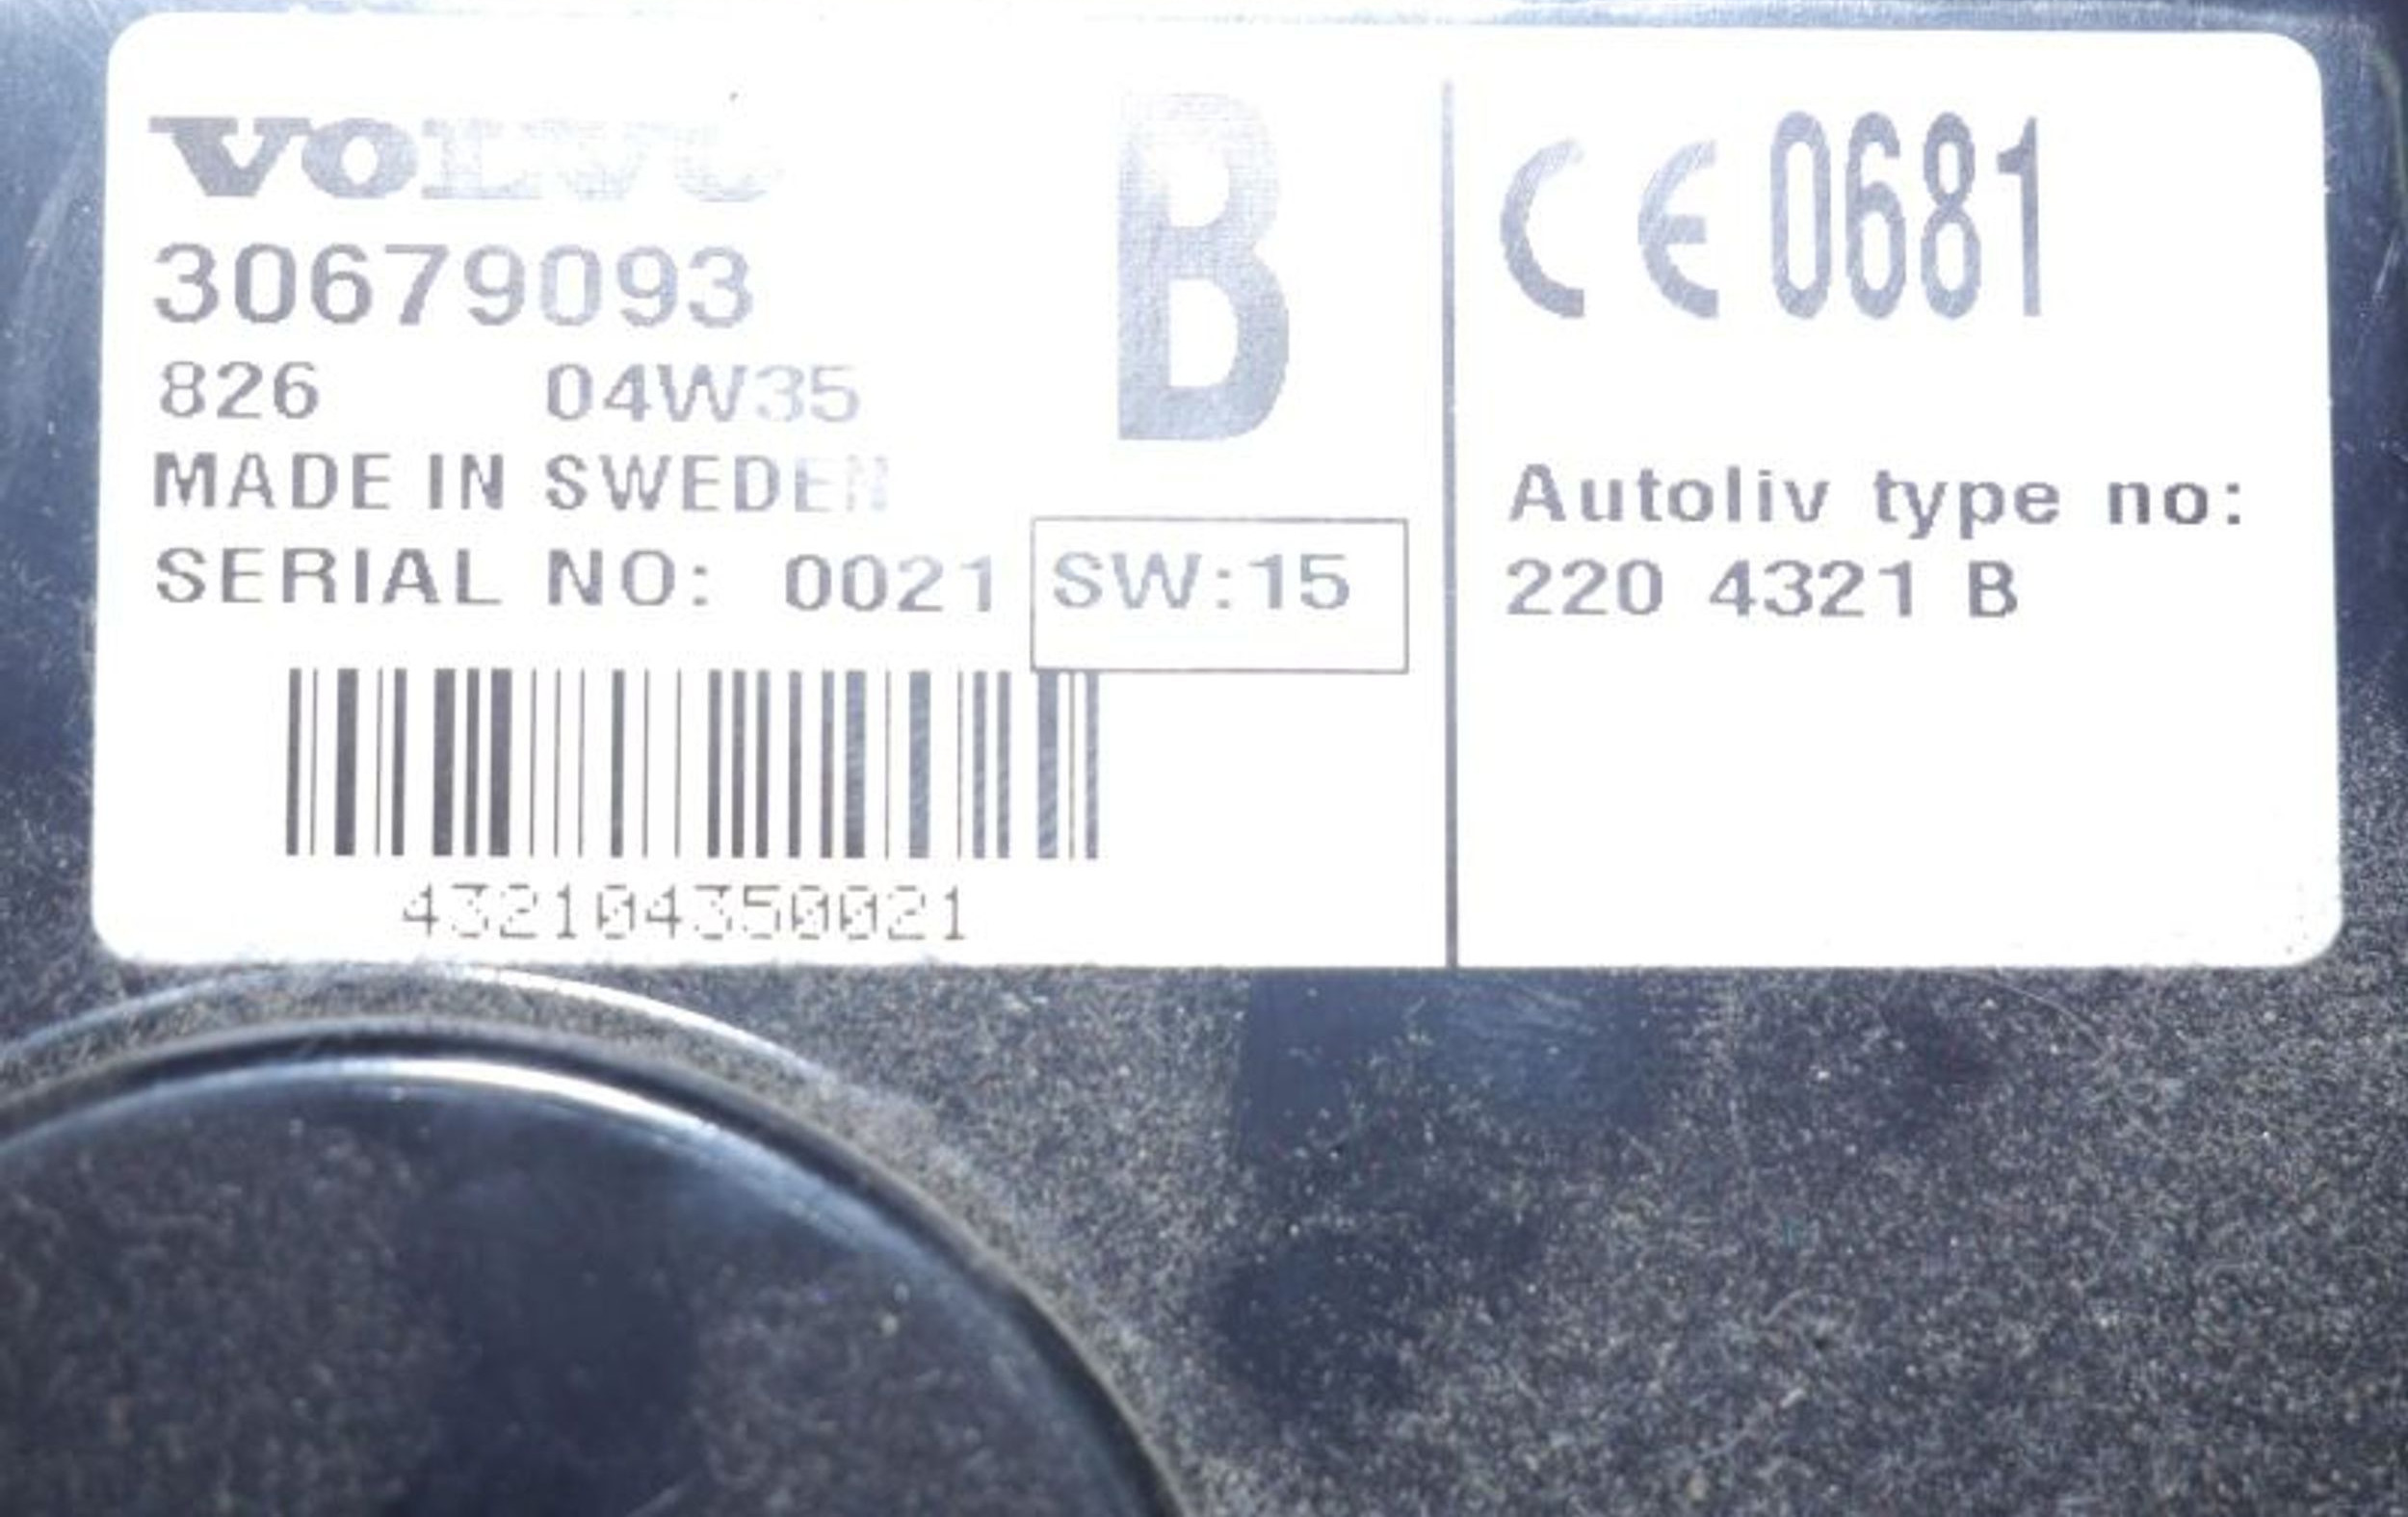 VOLVO
30679093
826 04W35
MADE IN SWEDEN
SERIAL NO: 0021
SW:15
432104350021
B
CE 0681
Autoliv type no:
220 4321 B